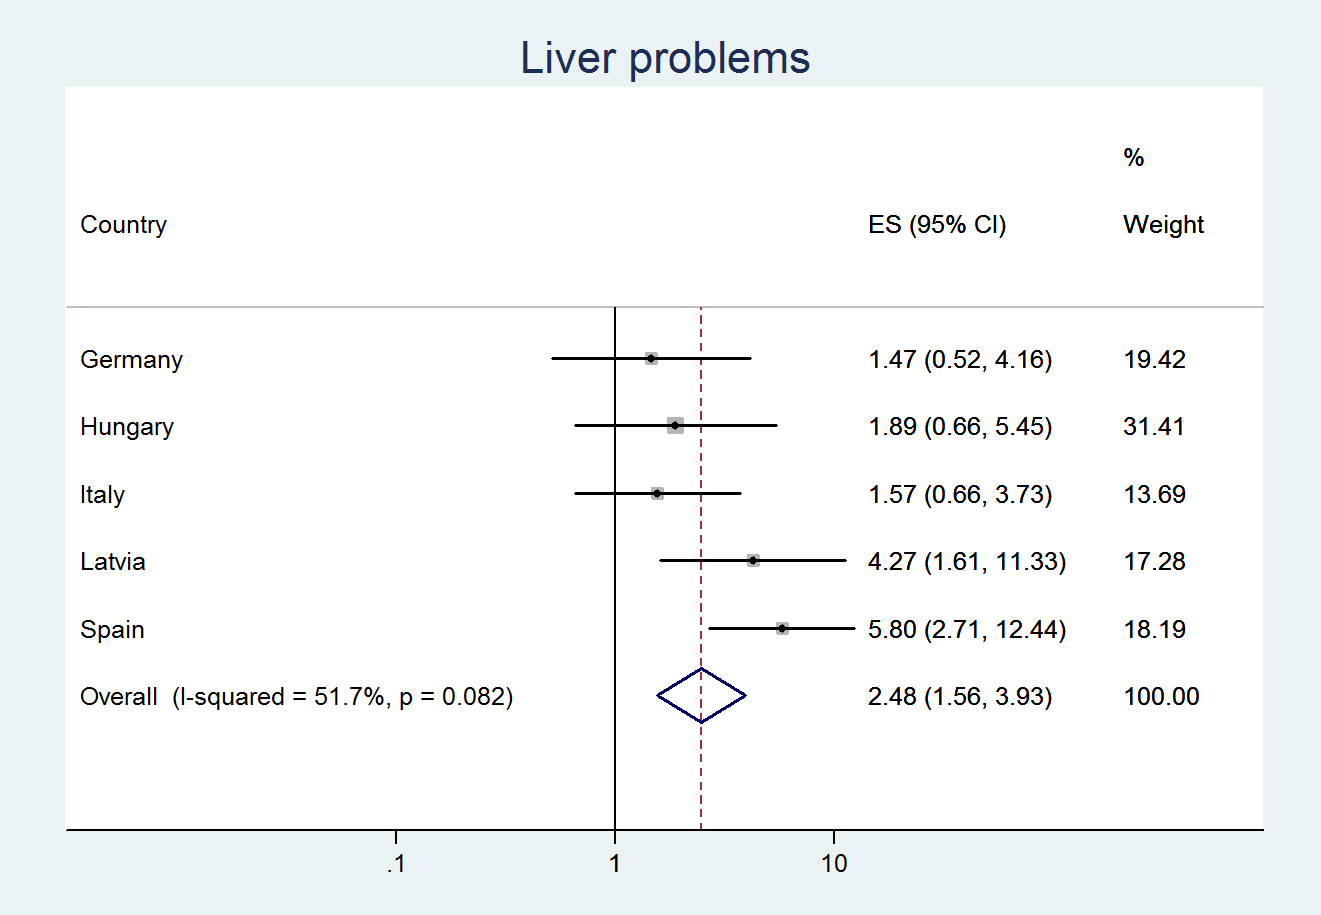 Liver problems
%
Country ES (95% CI) Weight
Germany 1.47 (0.52, 4.16) 19.42
Hungary 1.89 (0.66, 5.45) 31.41
Italy 1.57 (0.66, 3.73) 13.69
Latvia 4.27 (1.61, 11.33) 17.28
Spain 5.80 (2.71, 12.44) 18.19
Overall (I-squared = 51.7%, p = 0.082) 2.48 (1.56, 3.93) 100.00
.1 1 10